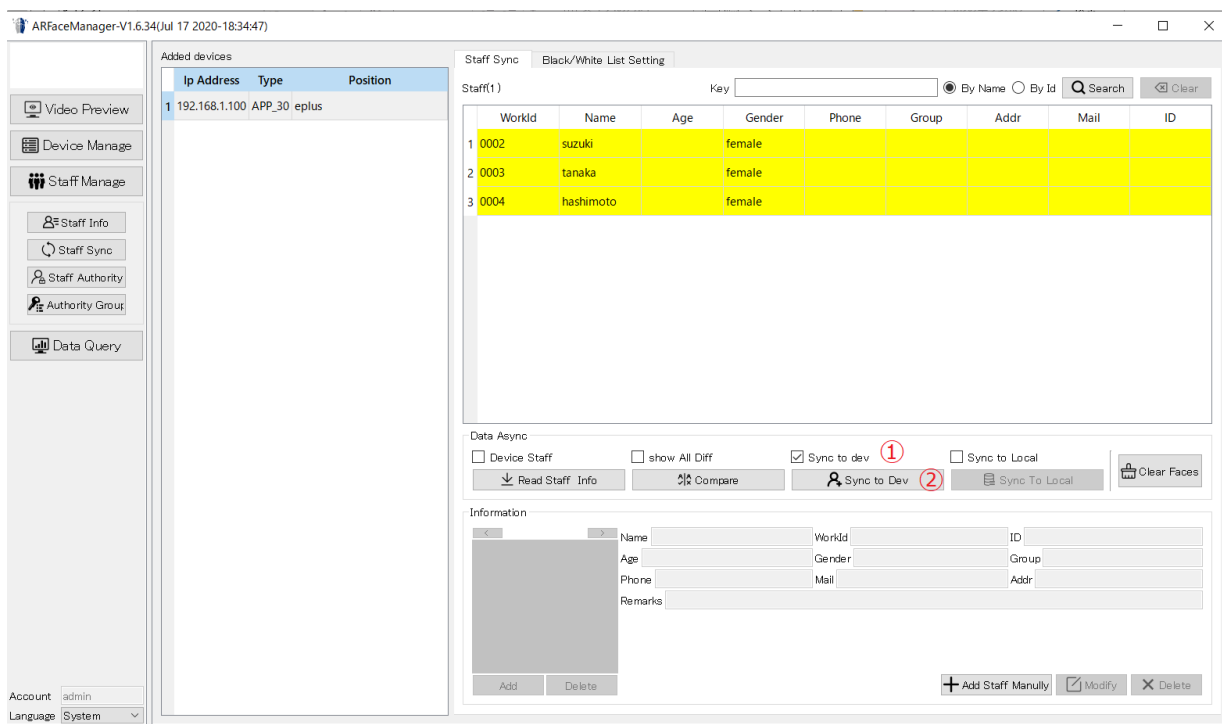 ARFaceManager-V1.6.34(Jul 17 2020-18:34:47)
Video Preview
Device Manage
Staff Manage
Staff Info
Staff Sync
Staff Authority
Authority Group
Data Query
Account admin
Language System
Added devices
Ip Address Type Position
1 192.168.1.100 APP_30 eplus
Staff Sync Black/White List Setting
Staff(1) Key By Name By Id Search Clear
WorkId Name Age Gender Phone Group Addr Mail ID
1 0002 suzuki female
2 0003 tanaka female
3 0004 hashimoto female
Data Async
Device Staff show All Diff Sync to dev ① Sync to Local
Read Staff Info Compare Sync to Dev ② Sync To Local Clear Faces
Information
Name WorkId ID
Age Gender Group
Phone Mail Addr
Remarks
Add Delete
Add Staff Manully Modify Delete